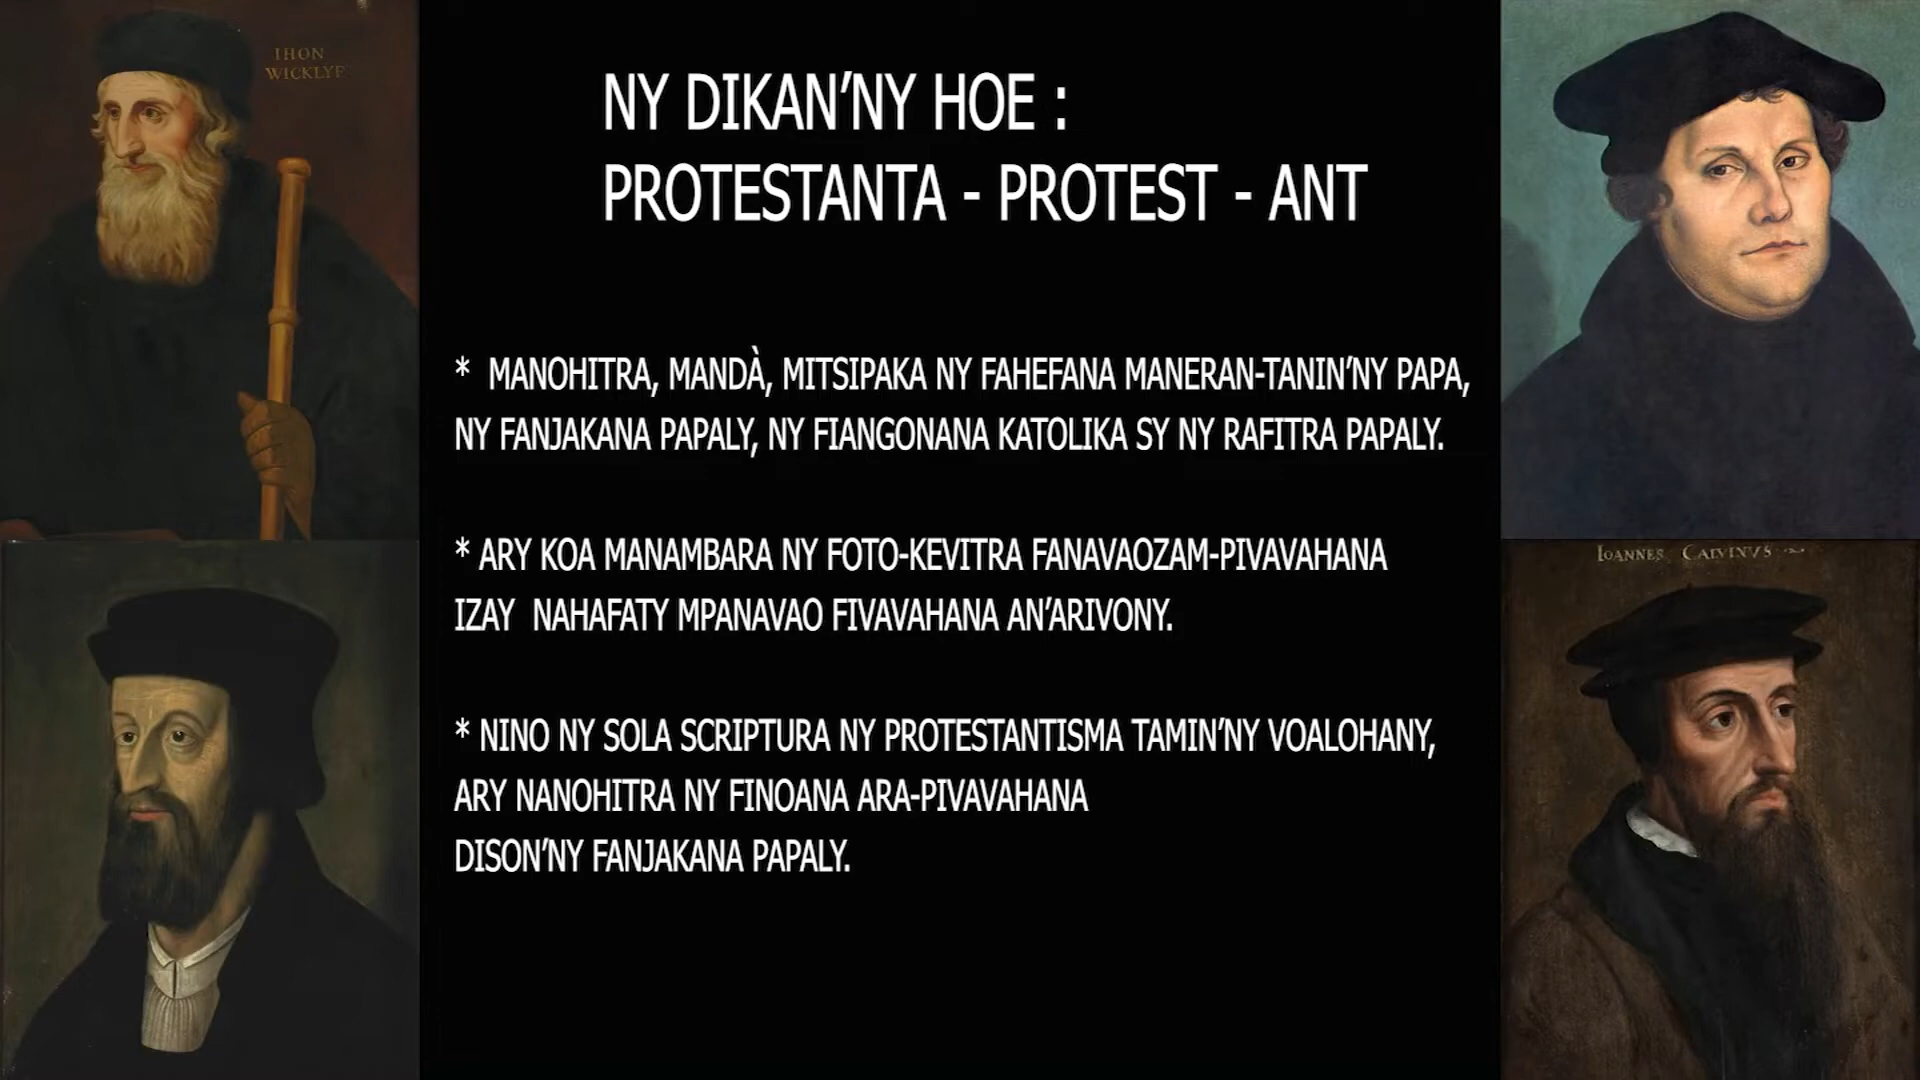 IHON
WICKLYF
NY DIKAN’NY HOE :
PROTESTANTA - PROTEST - ANT
* MANOHITRA, MANDÀ, MITSIPAKA NY FAHEFANA MANERAN-TANIN’NY PAPA,
NY FANJAKANA PAPALY, NY FIANGONANA KATOLIKA SY NY RAFITRA PAPALY.
* ARY KOA MANAMBARA NY FOTO-KEVITRA FANAVAOZAM-PIVAVAHANA
IZAY NAHAFATY MPANAVAO FIVAVAHANA AN’ARIVONY.
* NINO NY SOLA SCRIPTURA NY PROTESTANTISMA TAMIN’NY VOALOHANY,
ARY NANOHITRA NY FINOANA ARA-PIVAVAHANA
DISON’NY FANJAKANA PAPALY.
IOANNES CALVINVS